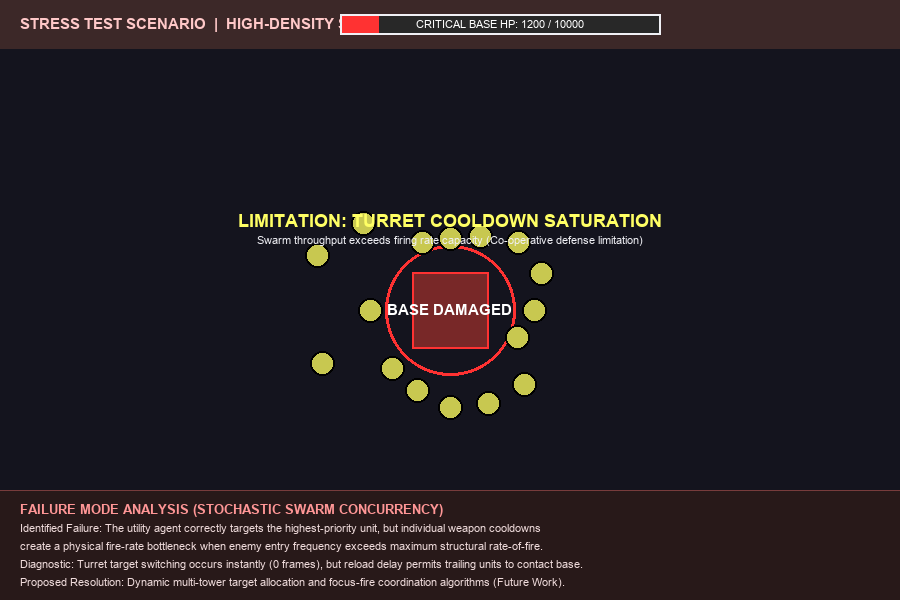 STRESS TEST SCENARIO | HIGH-DENSITY
CRITICAL BASE HP: 1200 / 10000
LIMITATION: TURRET COOLDOWN SATURATION
Swarm throughput exceeds firing rate capacity (Co-operative defense limitation)
BASE DAMAGED
FAILURE MODE ANALYSIS (STOCHASTIC SWARM CONCURRENCY)
Identified Failure: The utility agent correctly targets the highest-priority unit, but individual weapon cooldowns
create a physical fire-rate bottleneck when enemy entry frequency exceeds maximum structural rate-of-fire.
Diagnostic: Turret target switching occurs instantly (0 frames), but reload delay permits trailing units to contact base.
Proposed Resolution: Dynamic multi-tower target allocation and focus-fire coordination algorithms (Future Work).